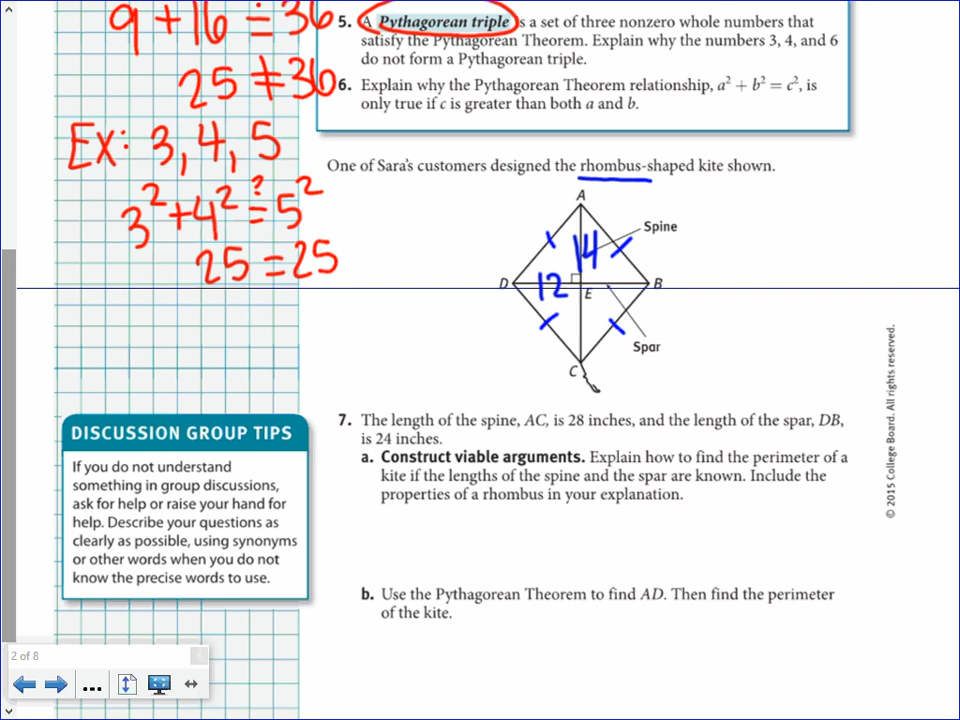 9 + 16 = 36
25 ≠ 36
Ex: 3, 4, 5
3² + 4² ≟ 5²
25 = 25
5. A Pythagorean triple is a set of three nonzero whole numbers that
satisfy the Pythagorean Theorem. Explain why the numbers 3, 4, and 6
do not form a Pythagorean triple.
6. Explain why the Pythagorean Theorem relationship, a² + b² = c², is
only true if c is greater than both a and b.
One of Sara's customers designed the rhombus-shaped kite shown.
A
Spine
14
D
12
E
B
Spar
C
7. The length of the spine, AC, is 28 inches, and the length of the spar, DB,
is 24 inches.
a. Construct viable arguments. Explain how to find the perimeter of a
kite if the lengths of the spine and the spar are known. Include the
properties of a rhombus in your explanation.
b. Use the Pythagorean Theorem to find AD. Then find the perimeter
of the kite.
DISCUSSION GROUP TIPS
If you do not understand
something in group discussions,
ask for help or raise your hand for
help. Describe your questions as
clearly as possible, using synonyms
or other words when you do not
know the precise words to use.
© 2015 College Board. All rights reserved.
2 of 8
...